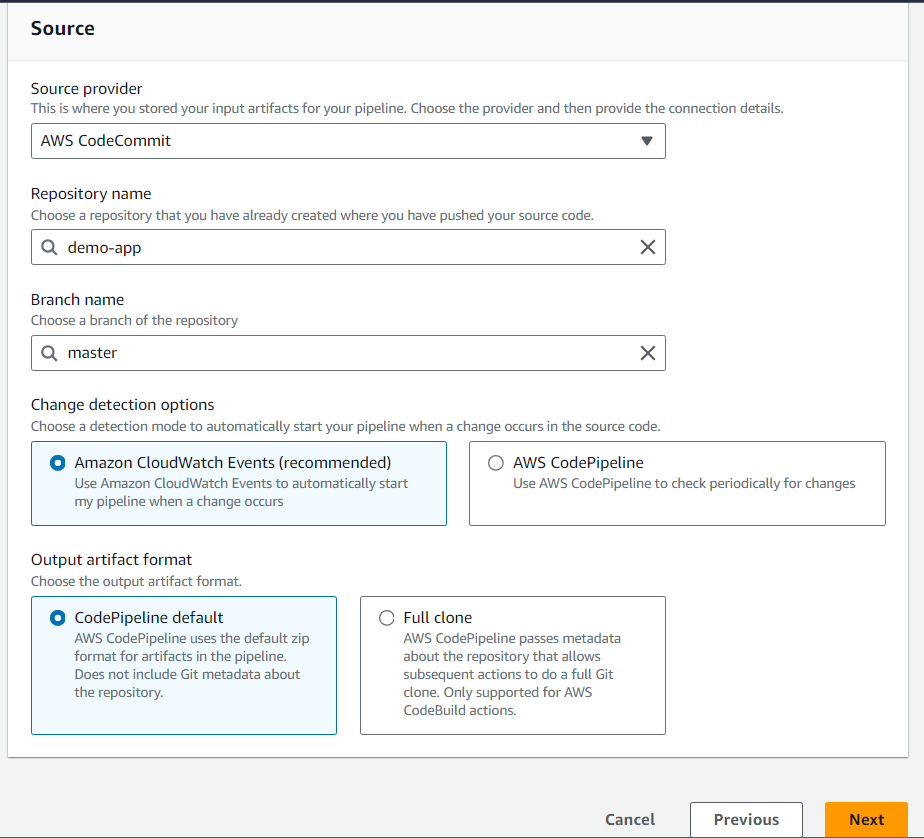 Source
Source provider
This is where you stored your input artifacts for your pipeline. Choose the provider and then provide the connection details.
AWS CodeCommit
Repository name
Choose a repository that you have already created where you have pushed your source code.
demo-app
Branch name
Choose a branch of the repository
master
Change detection options
Choose a detection mode to automatically start your pipeline when a change occurs in the source code.
Amazon CloudWatch Events (recommended)
Use Amazon CloudWatch Events to automatically start
my pipeline when a change occurs
AWS CodePipeline
Use AWS CodePipeline to check periodically for changes
Output artifact format
Choose the output artifact format.
CodePipeline default
AWS CodePipeline uses the default zip
format for artifacts in the pipeline.
Does not include Git metadata about
the repository.
Full clone
AWS CodePipeline passes metadata
about the repository that allows
subsequent actions to do a full Git
clone. Only supported for AWS
CodeBuild actions.
Cancel
Previous
Next